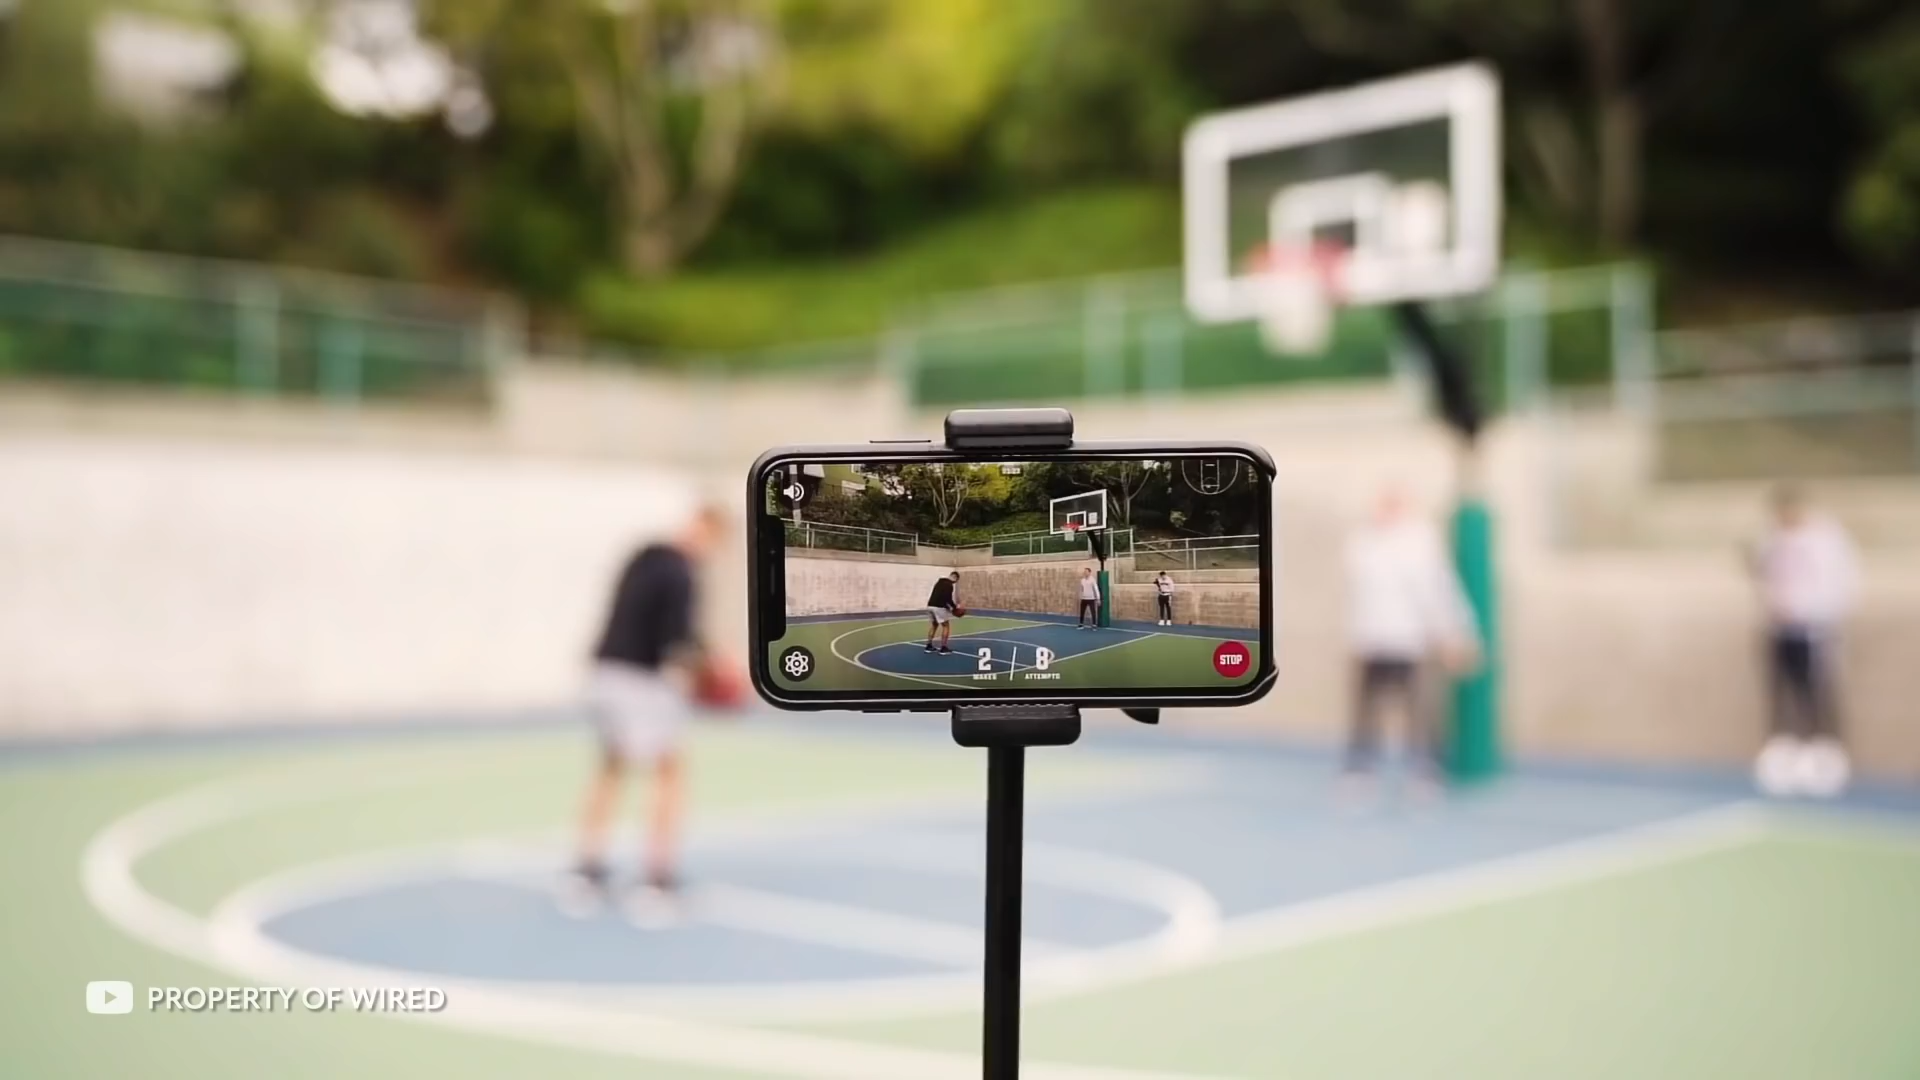 2 8
MAKES ATTEMPTS
STOP
PROPERTY OF WIRED